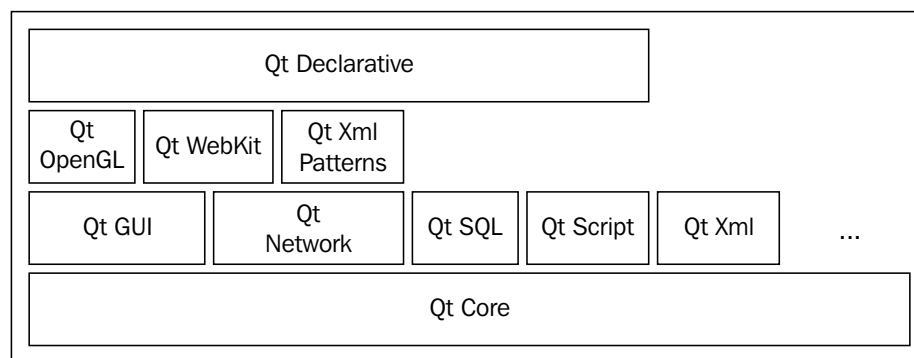 Qt Declarative
Qt
OpenGL
Qt WebKit
Qt Xml
Patterns
Qt GUI
Qt
Network
Qt SQL
Qt Script
Qt Xml
...
Qt Core